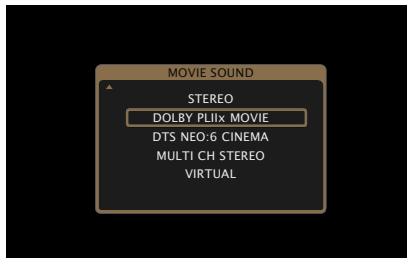 MOVIE SOUND
STEREO
DOLBY PLIIx MOVIE
DTS NEO:6 CINEMA
MULTI CH STEREO
VIRTUAL